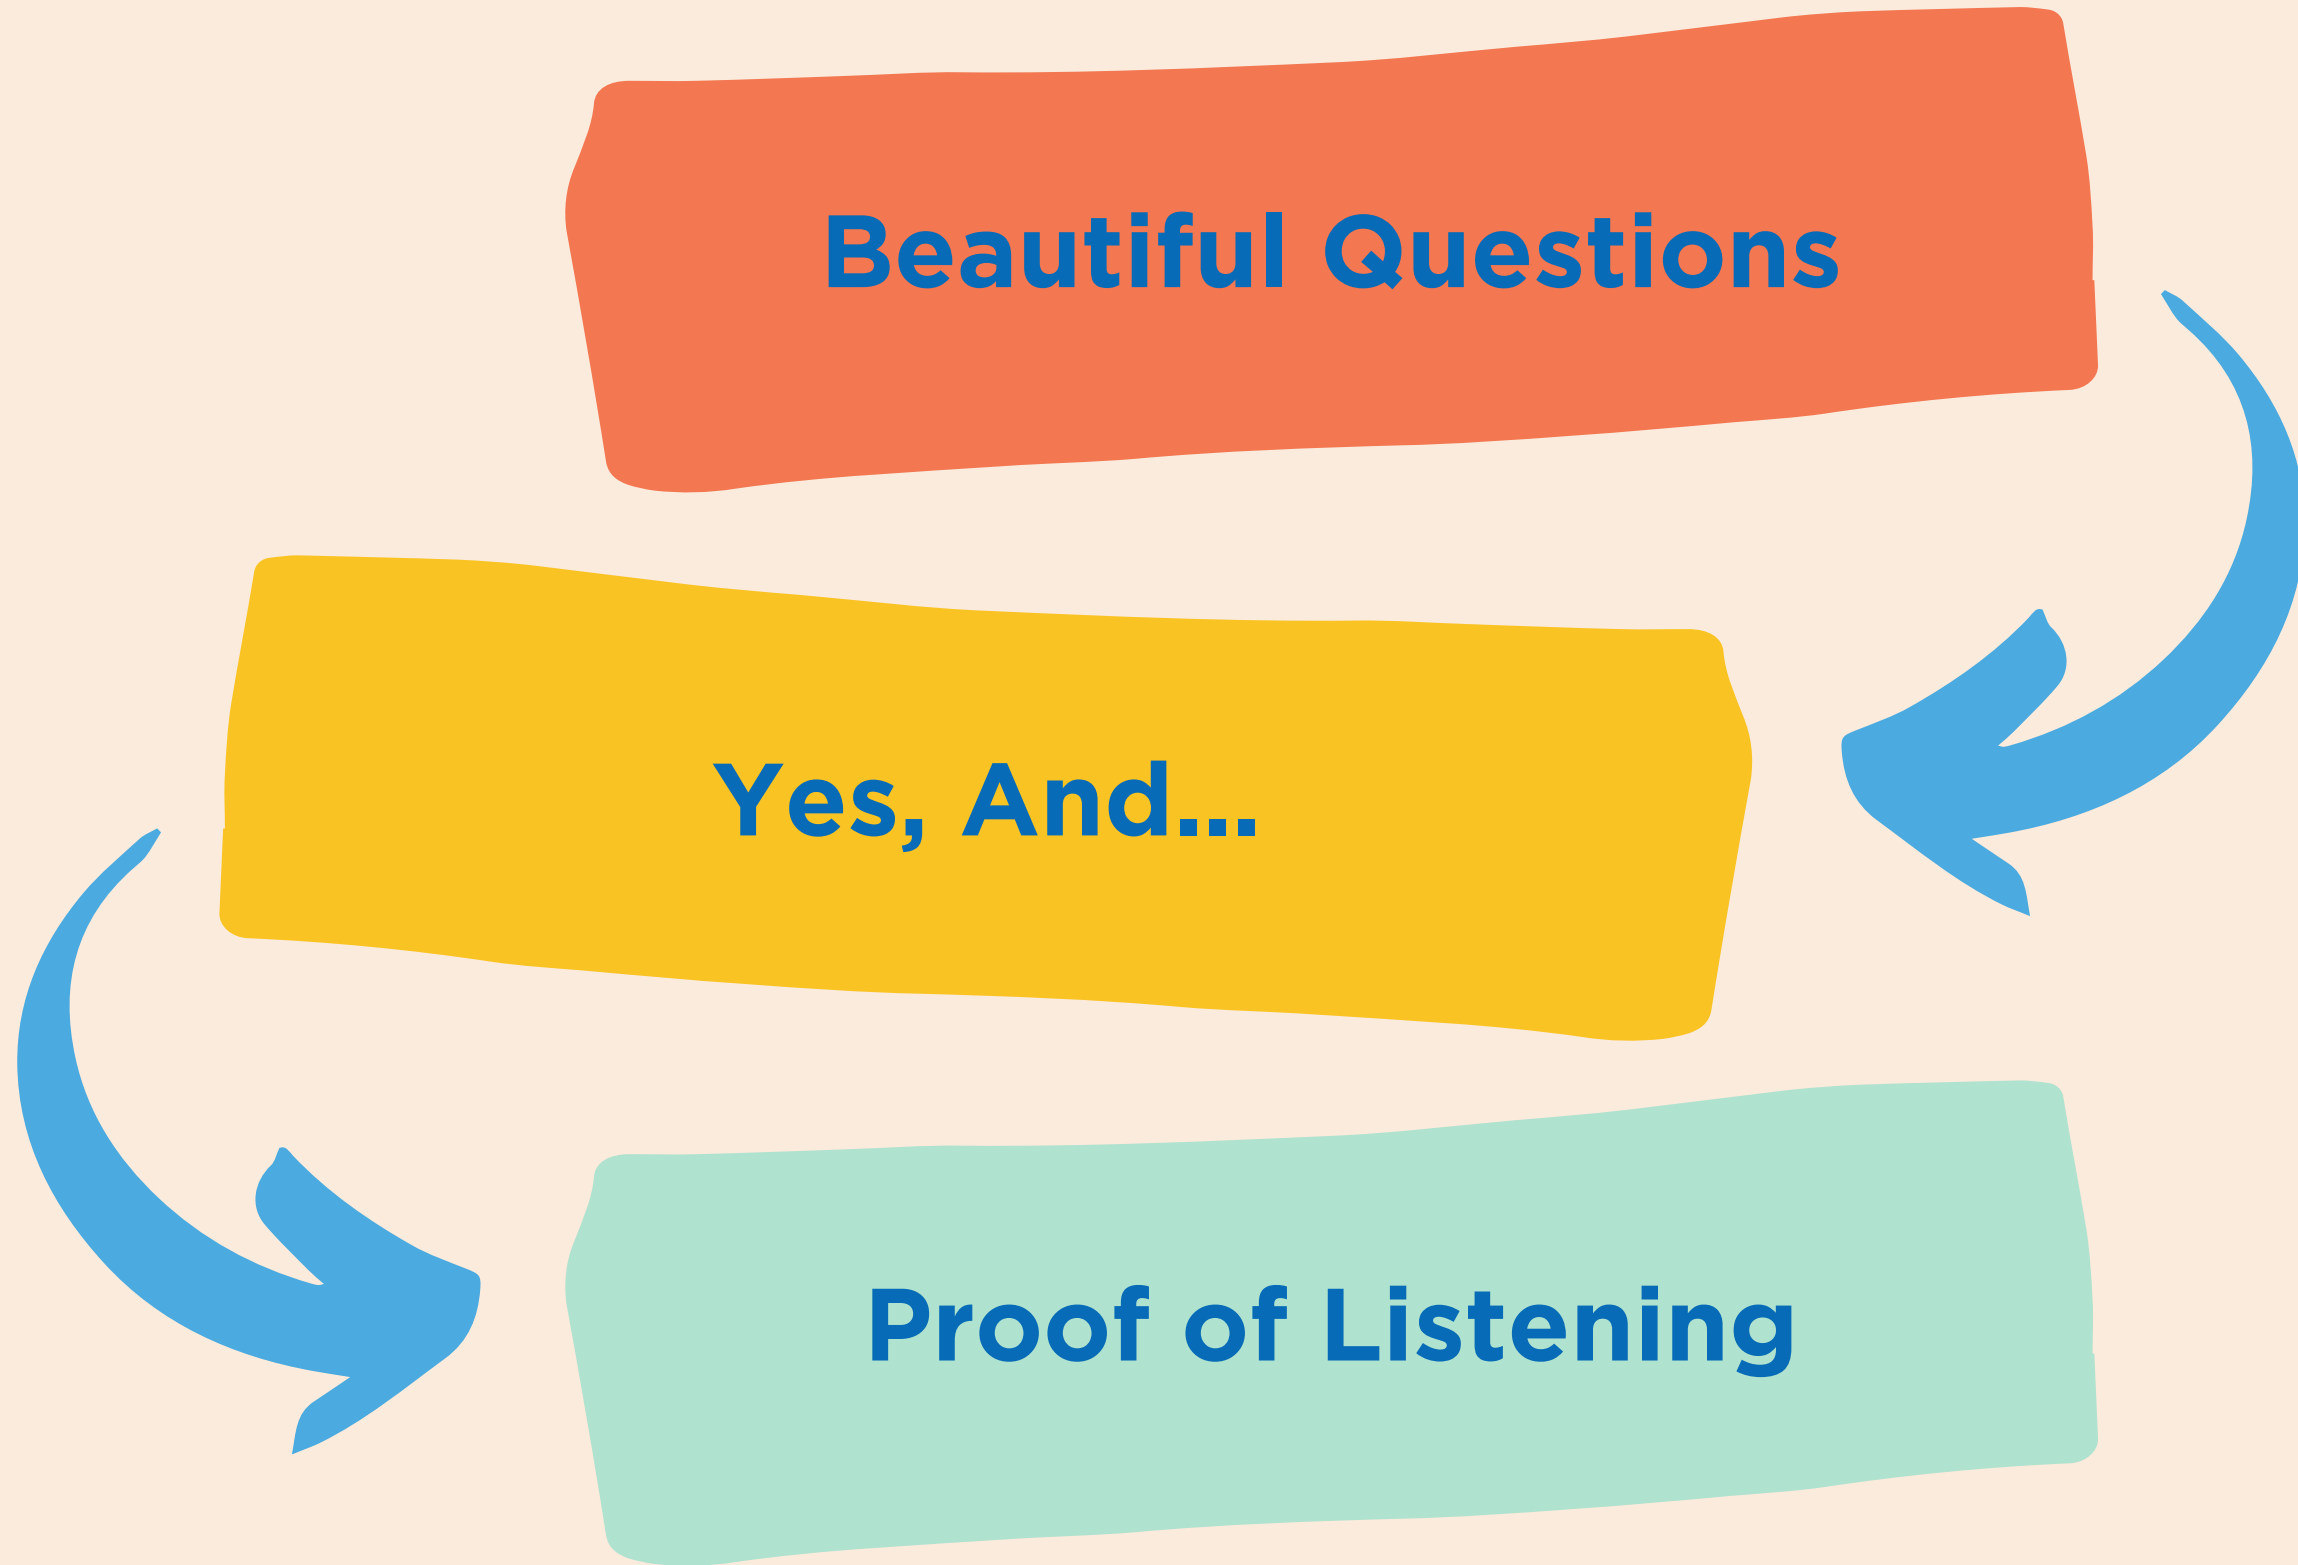 Beautiful Questions
Yes, And...
Proof of Listening